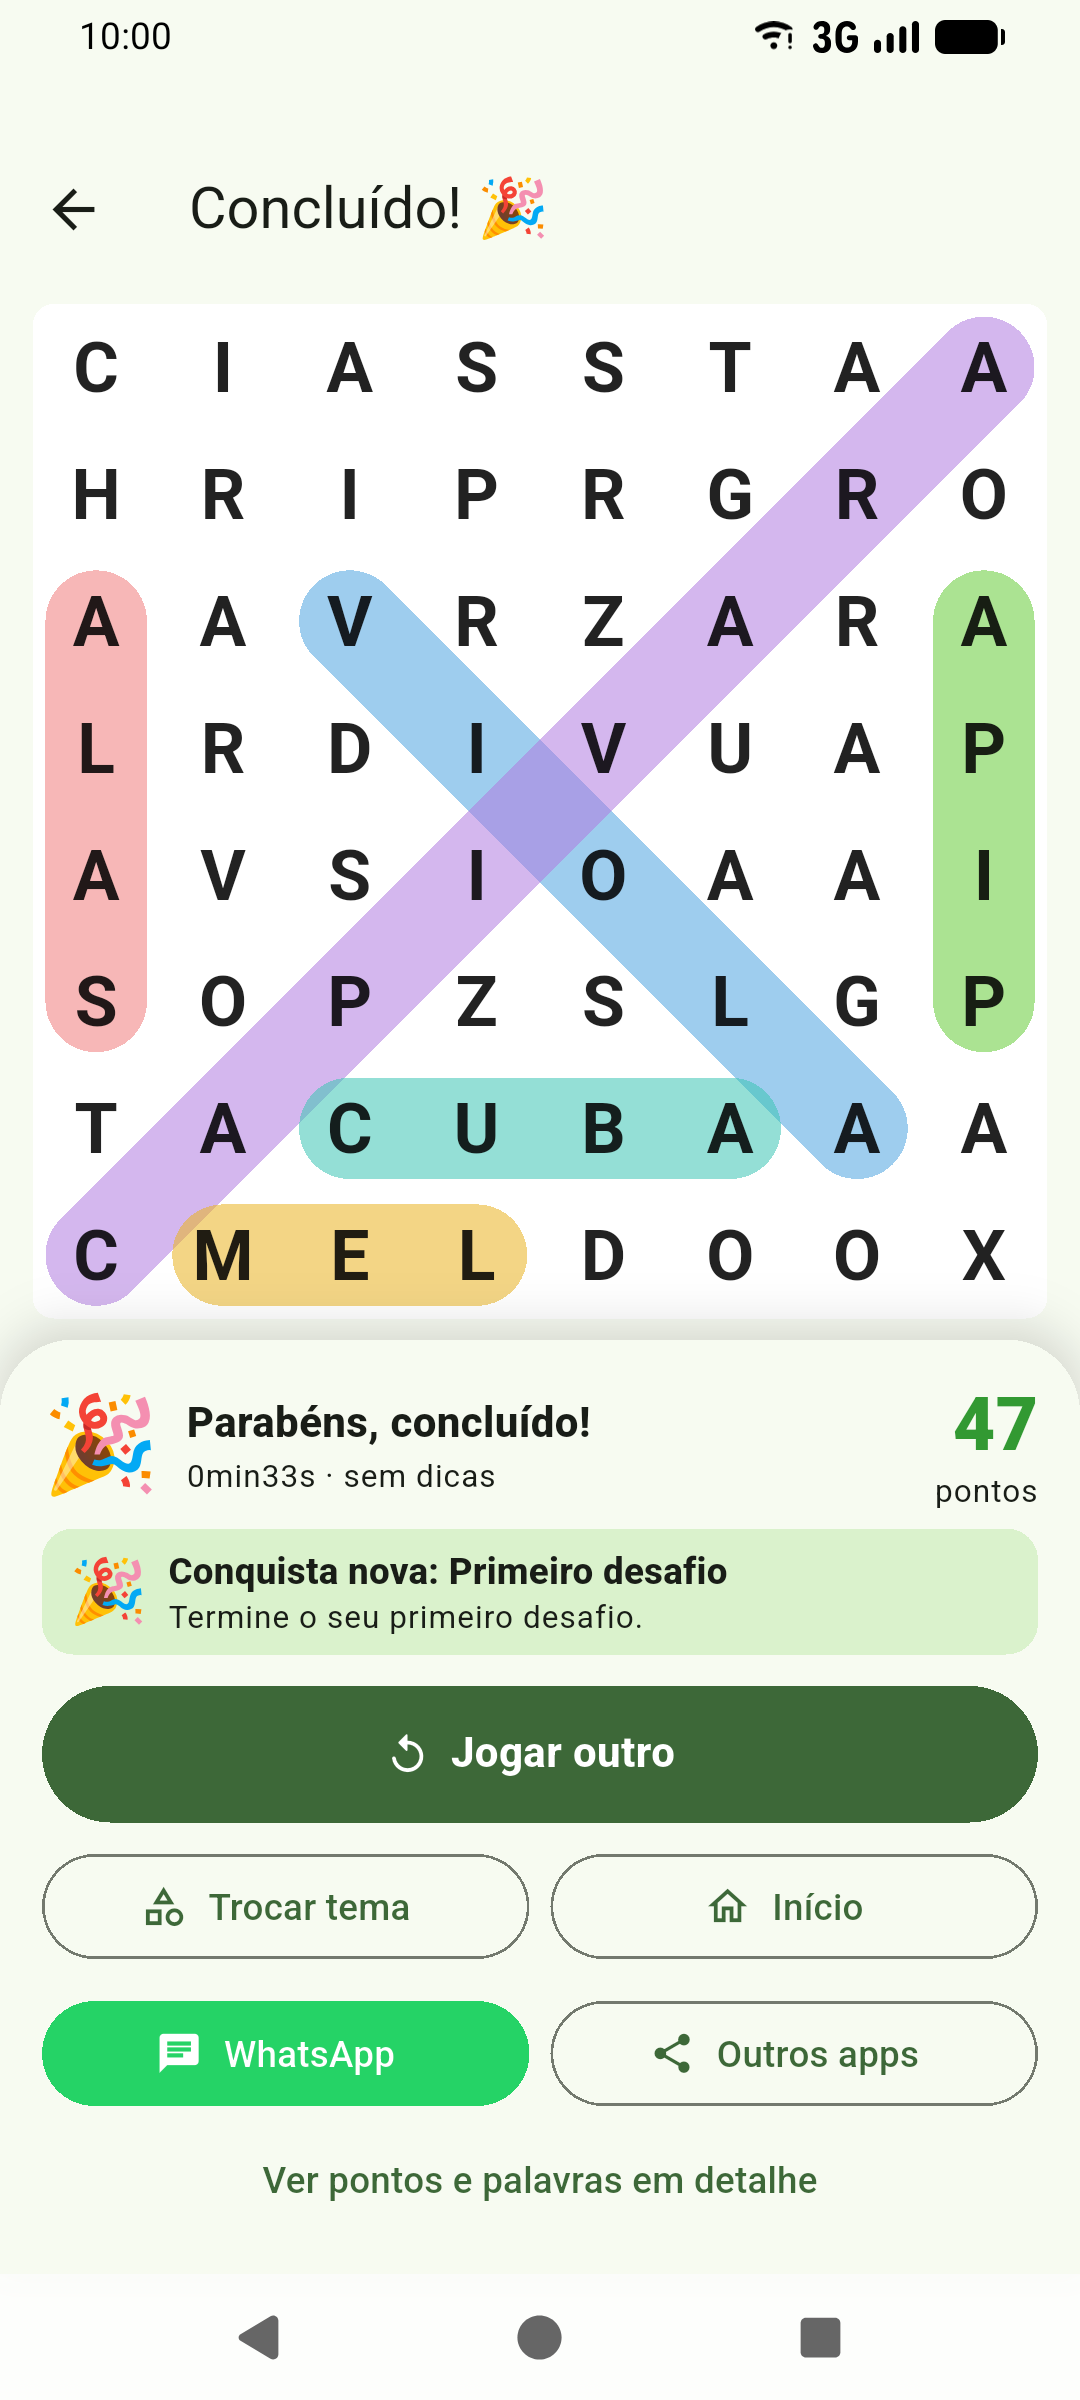 10:00
3G
Concluído! 🎉
C I A S S T A A
H R I P R G R O
A A V R Z A R A
L R D I V U A P
A V S I O A A I
S O P Z S L G P
T A C U B A A A
C M E L D O O X
Parabéns, concluído!
0min33s · sem dicas
47
pontos
Conquista nova: Primeiro desafio
Termine o seu primeiro desafio.
Jogar outro
Trocar tema
Início
WhatsApp
Outros apps
Ver pontos e palavras em detalhe